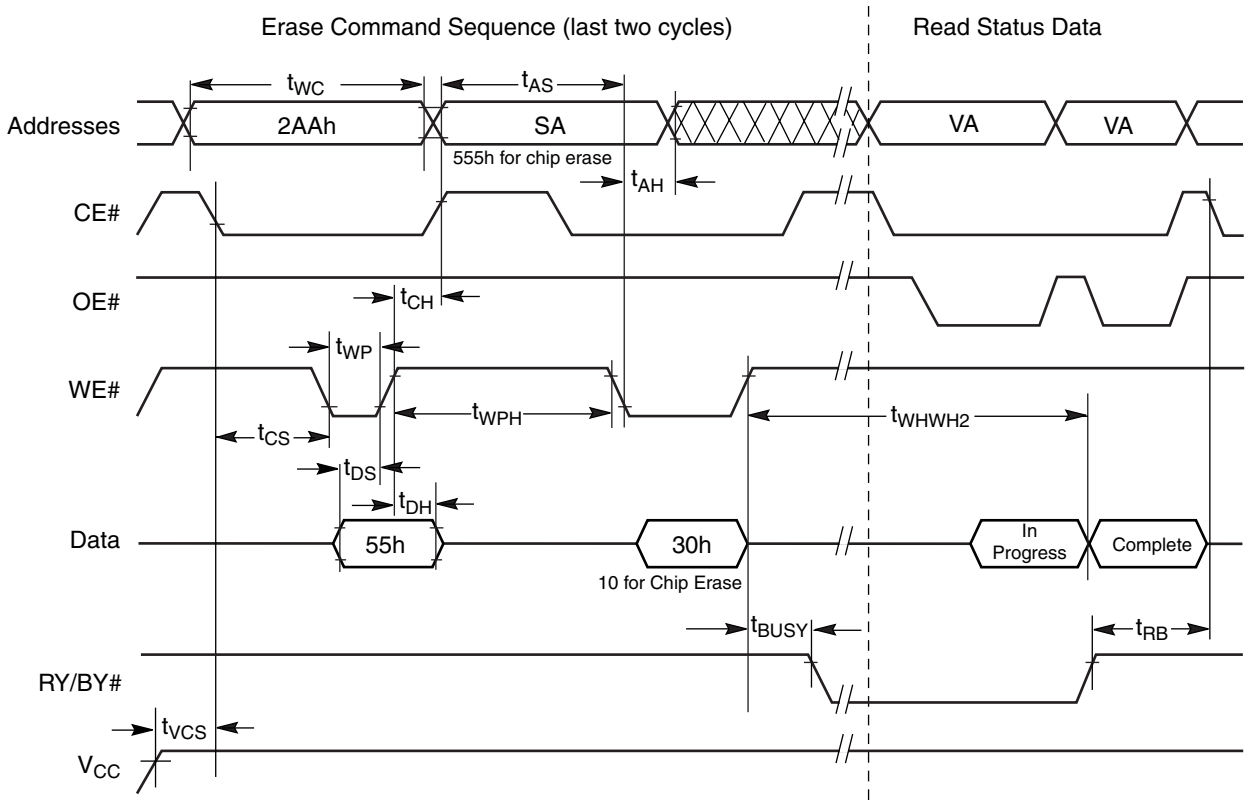 Erase Command Sequence (last two cycles)
Read Status Data
tWC
tAS
Addresses
2AAh
SA
VA
VA
555h for chip erase
tAH
CE#
OE#
tCH
tWP
WE#
tWPH
tWHWH2
tCS
tDS
tDH
Data
55h
30h
In
Progress
Complete
10 for Chip Erase
tBUSY
tRB
RY/BY#
tVCS
VCC